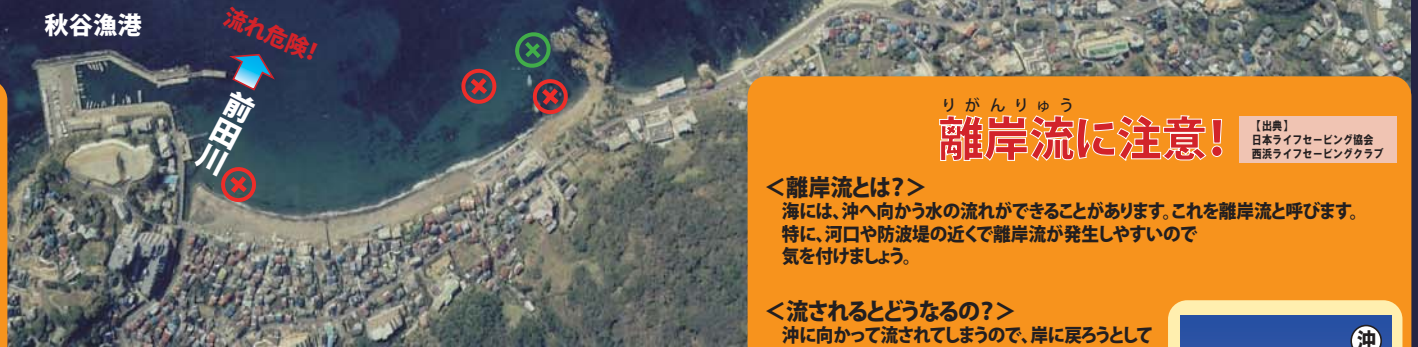 秋谷漁港
流れ危険!
前田川
りがんりゅう
離岸流に注意!
【出典】
日本ライフセービング協会
西浜ライフセービングクラブ
＜離岸流とは?＞
海には、沖へ向かう水の流れができることがあります。これを離岸流と呼びます。
特に、河口や防波堤の近くで離岸流が発生しやすいので
気を付けましょう。
＜流されるとどうなるの?＞
沖に向かって流されてしまうので、岸に戻ろうとして
沖